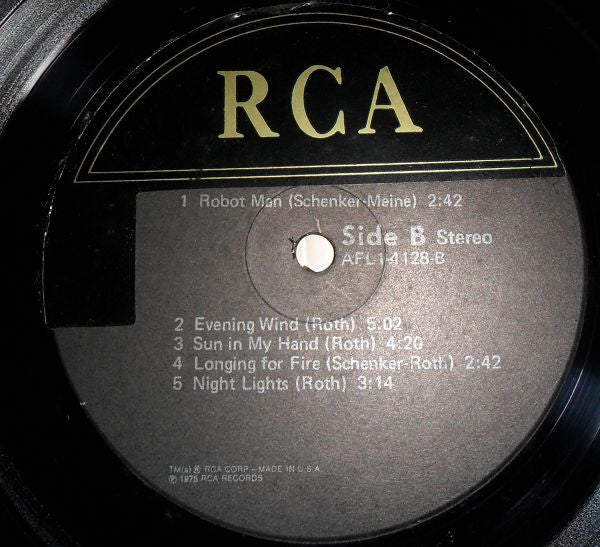 RCA
1 Robot Man (Schenker-Meine) 2:42
Side B Stereo
AFL1-4128-B
2 Evening Wind (Roth) 5:02
3 Sun in My Hand (Roth) 4:20
4 Longing for Fire (Schenker-Roth) 2:42
5 Night Lights (Roth) 3:14
TM(s) ® RCA CORP – MADE IN U.S.A.
℗ 1975 RCA RECORDS